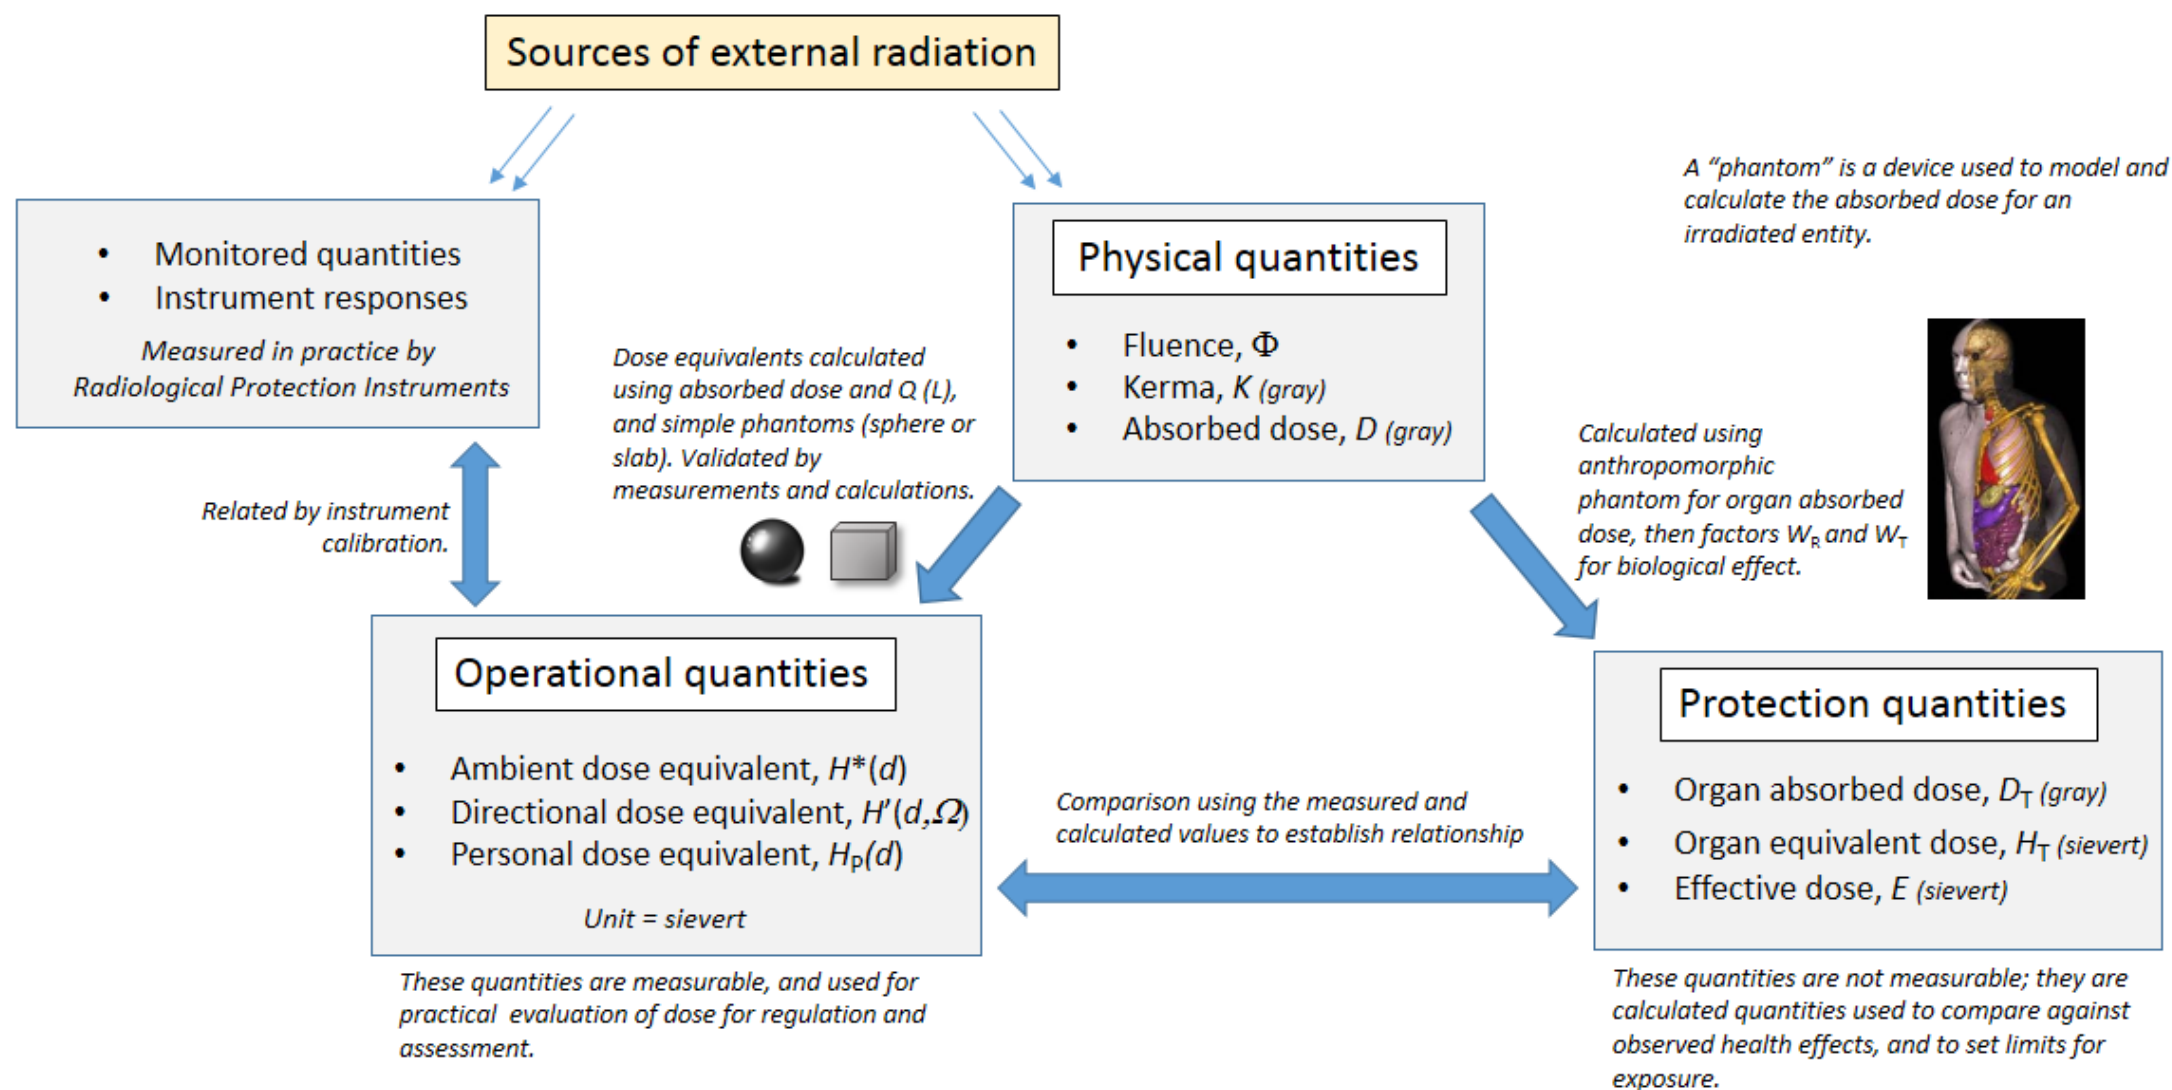 Sources of external radiation
A “phantom” is a device used to model and
calculate the absorbed dose for an
irradiated entity.
• Monitored quantities
• Instrument responses
Measured in practice by
Radiological Protection Instruments
Physical quantities
• Fluence, Φ
• Kerma, K (gray)
• Absorbed dose, D (gray)
Dose equivalents calculated
using absorbed dose and Q (L),
and simple phantoms (sphere or
slab). Validated by
measurements and calculations.
Calculated using
anthropomorphic
phantom for organ absorbed
dose, then factors W_R and W_T
for biological effect.
Related by instrument
calibration.
Operational quantities
• Ambient dose equivalent, H*(d)
• Directional dose equivalent, H'(d,Ω)
• Personal dose equivalent, H_P(d)
Unit = sievert
These quantities are measurable, and used for
practical evaluation of dose for regulation and
assessment.
Comparison using the measured and
calculated values to establish relationship
Protection quantities
• Organ absorbed dose, D_T (gray)
• Organ equivalent dose, H_T (sievert)
• Effective dose, E (sievert)
These quantities are not measurable; they are
calculated quantities used to compare against
observed health effects, and to set limits for
exposure.